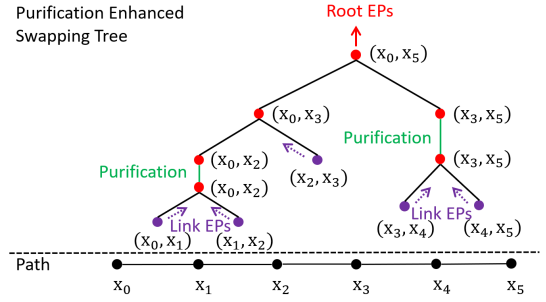 Purification Enhanced
Swapping Tree
Root EPs
(x₀, x₅)
(x₀, x₃)
(x₃, x₅)
Purification
(x₀, x₂)
(x₂, x₃)
(x₃, x₅)
Purification
(x₀, x₂)
Link EPs
(x₀, x₁)
(x₁, x₂)
Link EPs
(x₃, x₄)
(x₄, x₅)
Path
x₀ x₁ x₂ x₃ x₄ x₅